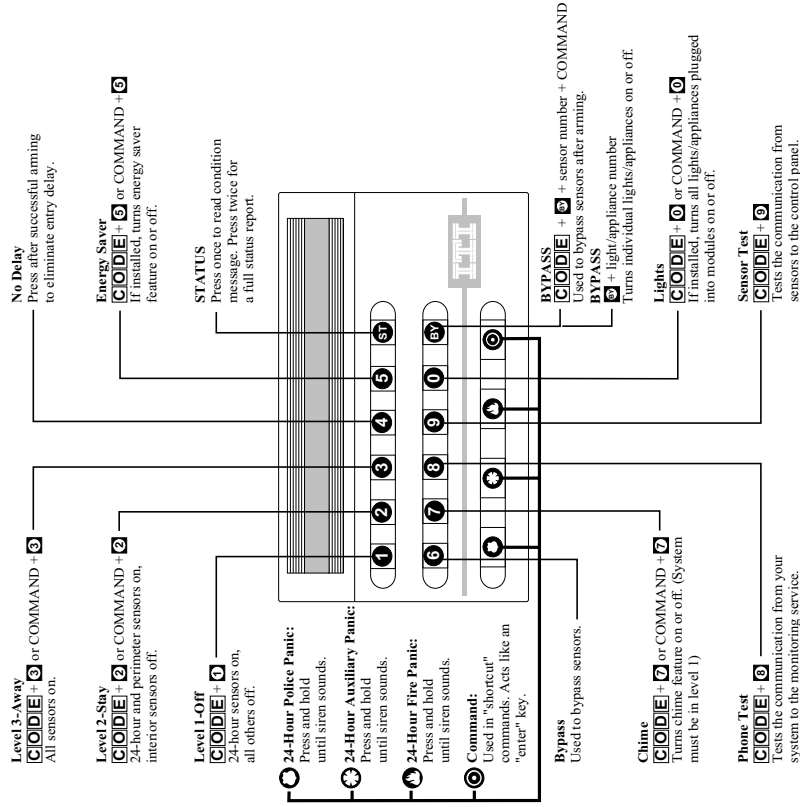 Level 3-Away
CODE + 3 or COMMAND + 3
All sensors on.
Level 2-Stay
CODE + 2 or COMMAND + 2
24-hour and perimeter sensors on,
interior sensors off.
Level 1-Off
CODE + 1
24-hour sensors on,
all others off.
24-Hour Police Panic:
Press and hold
until siren sounds.
24-Hour Auxiliary Panic:
Press and hold
until siren sounds.
24-Hour Fire Panic:
Press and hold
until siren sounds.
Command:
Used in "shortcut"
commands. Acts like an
"enter" key.
Bypass
Used to bypass sensors.
Chime
CODE + 7 or COMMAND + 7
Turns chime feature on or off. (System
must be in level 1)
Phone Test
CODE + 8
Tests the communication from your
system to the monitoring service.
1 2 3 4 5 ST
6 7 8 9 0 BY
ITI
No Delay
Press after successful arming
to eliminate entry delay.
Energy Saver
CODE + 5 or COMMAND + 5
If installed, turns energy saver
feature on or off.
STATUS
Press once to read condition
message. Press twice for
a full status report.
BYPASS
CODE + BY + sensor number + COMMAND
Used to bypass sensors after arming.
BYPASS
BY + light/appliance number
Turns individual lights/appliances on or off.
Lights
CODE + 0 or COMMAND + 0
If installed, turns all lights/appliances plugged
into modules on or off.
Sensor Test
CODE + 9
Tests the communication from
sensors to the control panel.